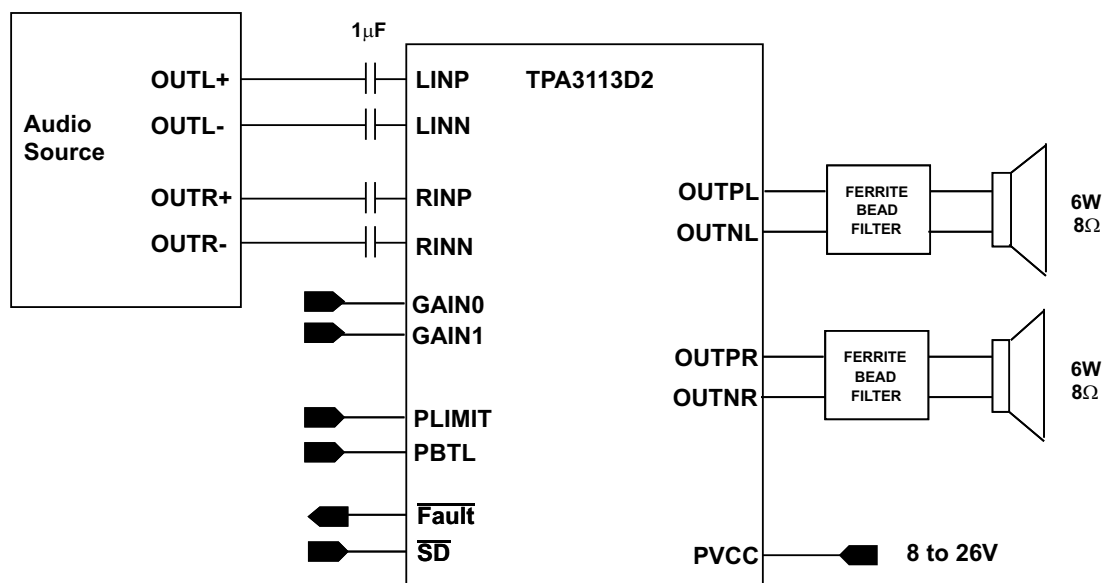 1μF
TPA3113D2
Audio
Source
OUTL+
OUTL-
OUTR+
OUTR-
LINP
LINN
RINP
RINN
GAIN0
GAIN1
PLIMIT
PBTL
Fault
SD
OUTPL
OUTNL
FERRITE
BEAD
FILTER
6W
8Ω
OUTPR
OUTNR
FERRITE
BEAD
FILTER
6W
8Ω
PVCC
8 to 26V